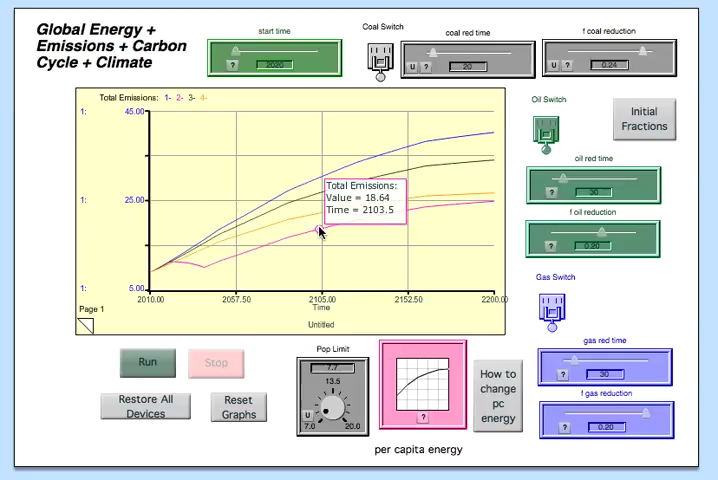 Global Energy +
Emissions + Carbon
Cycle + Climate
start time
?
2020
Coal Switch
coal red time
U ? 20
f coal reduction
U ? 0.24
Total Emissions: 1- 2- 3- 4-
1: 45.00
1: 25.00
1: 5.00
Total Emissions:
Value = 18.64
Time = 2103.5
2010.00 2057.50 2105.00 2152.50 2200.00
Time
Page 1
Untitled
Oil Switch
Initial
Fractions
oil red time
? 30
f oil reduction
? 0.20
Gas Switch
gas red time
? 30
f gas reduction
? 0.20
Run
Stop
Restore All
Devices
Reset
Graphs
Pop Limit
7.7
13.5
U
7.0 20.0
?
How to
change
pc
energy
per capita energy